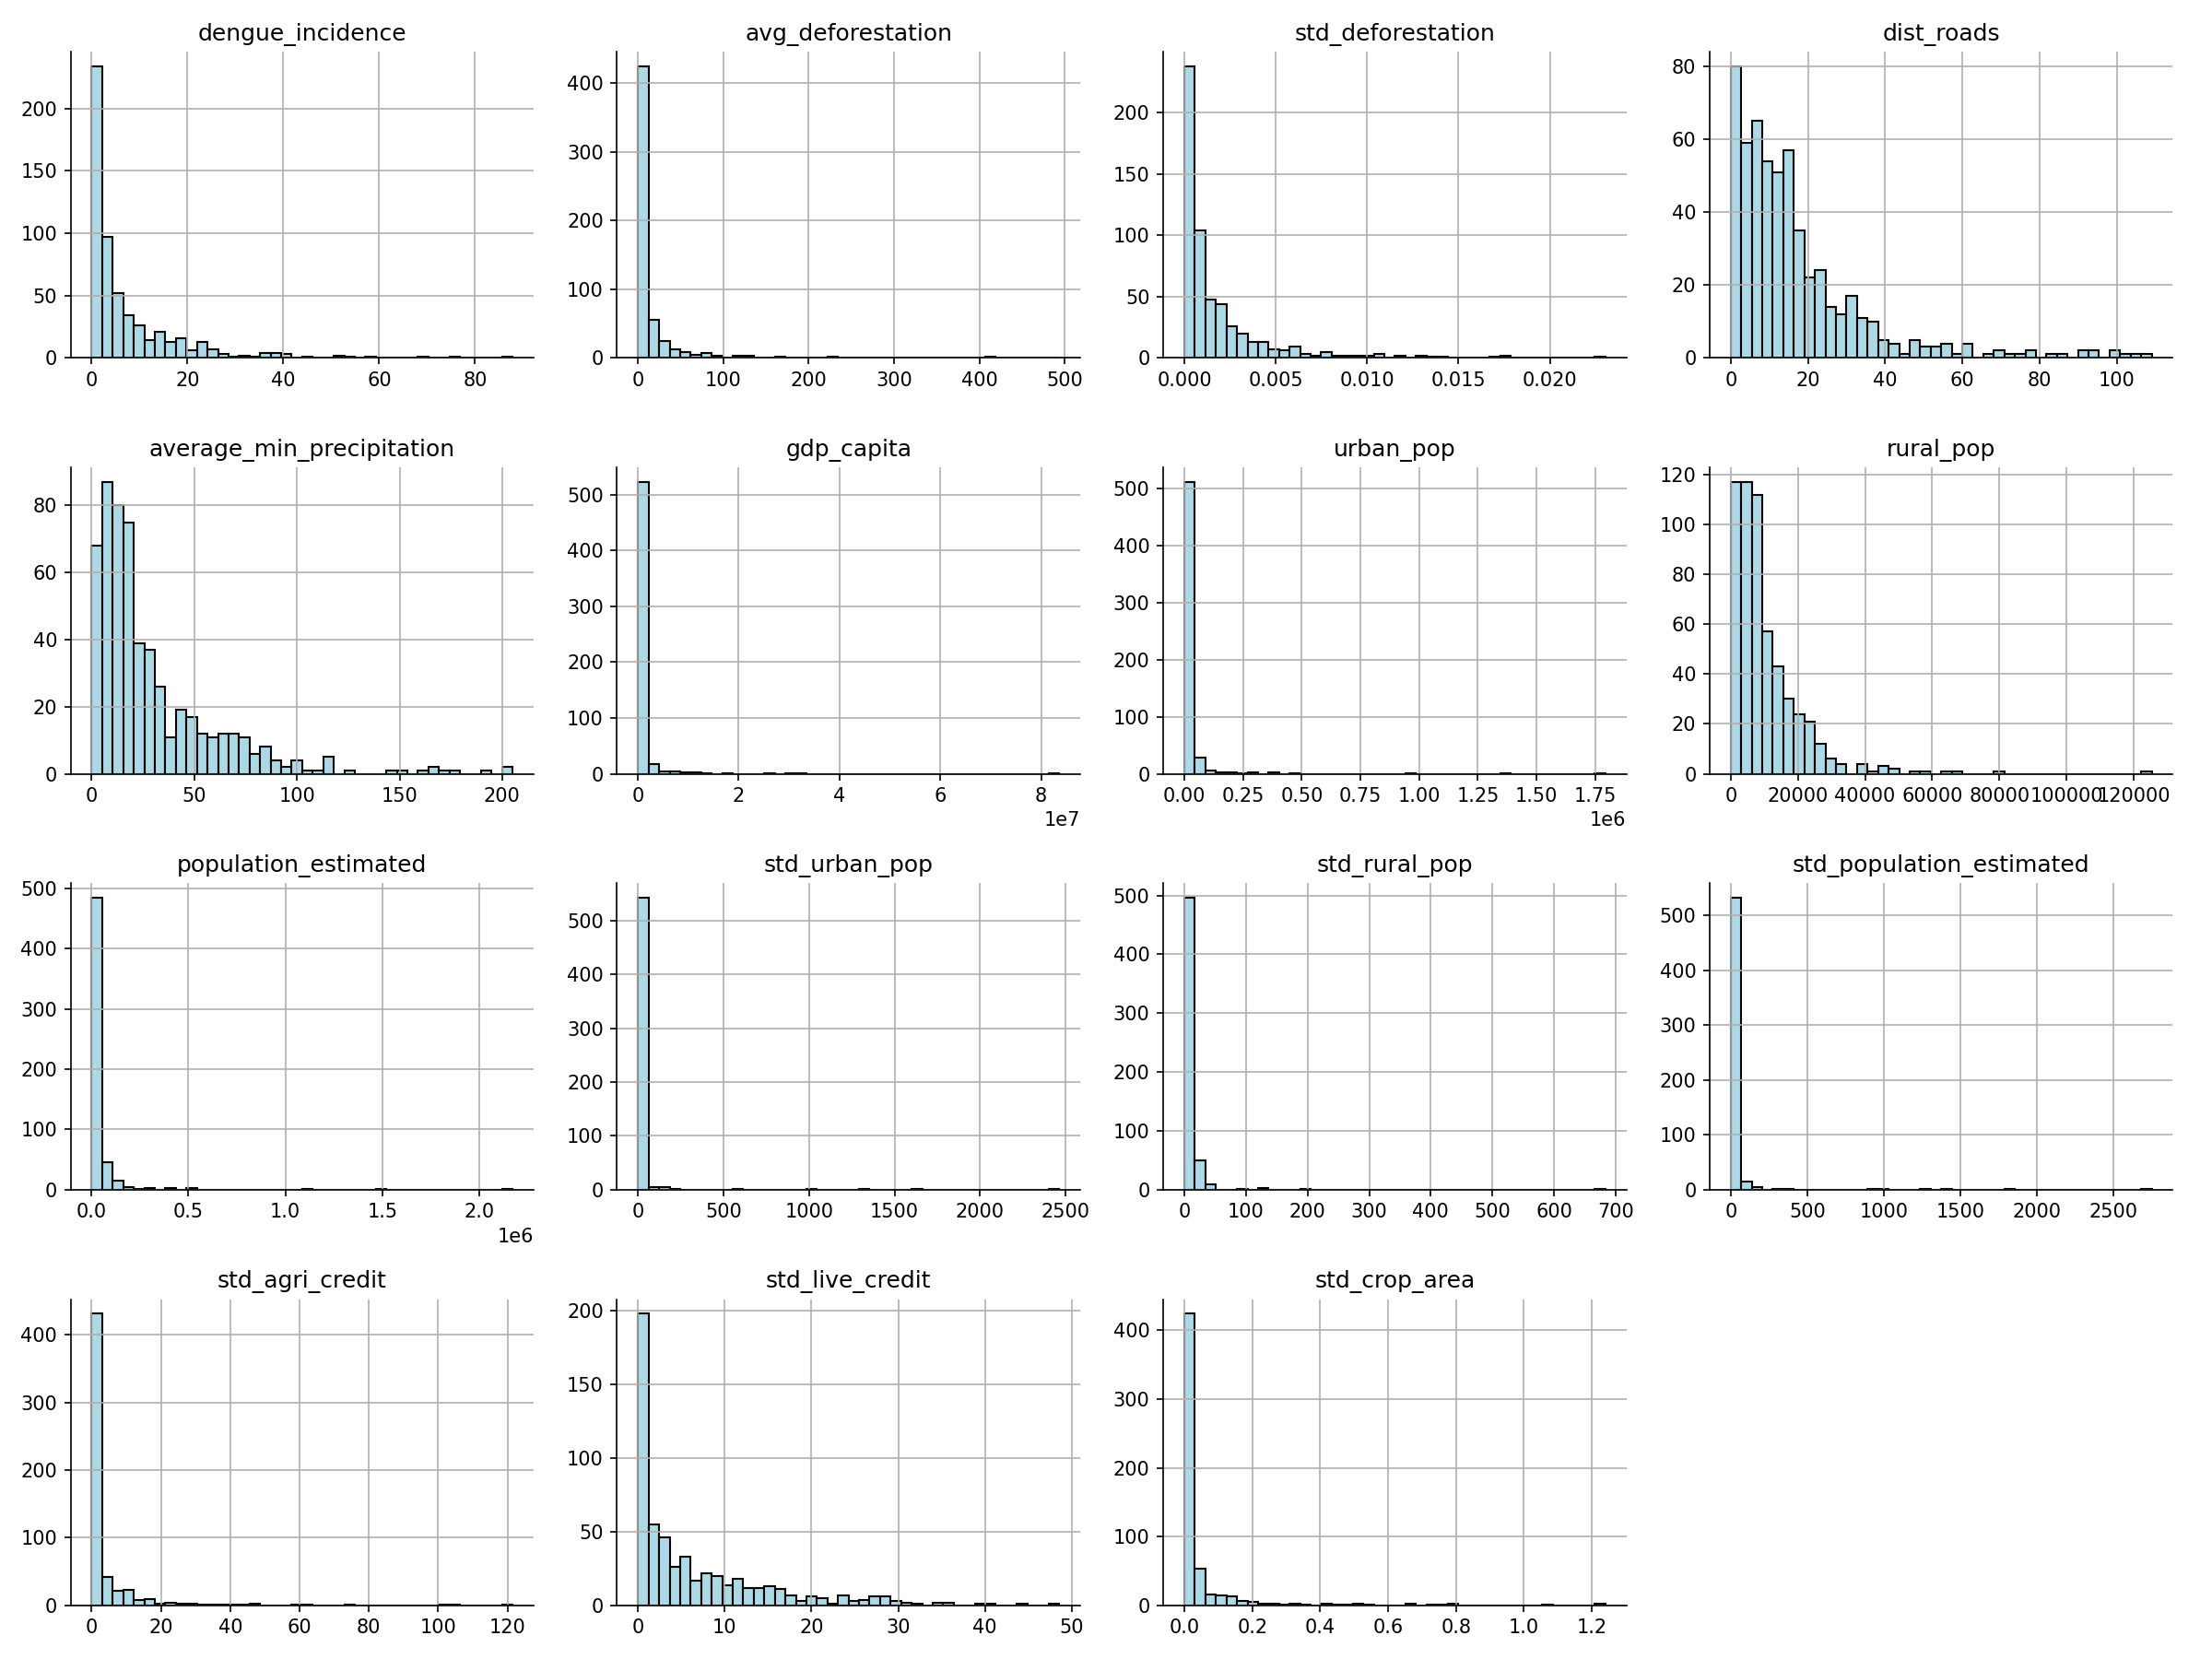 dengue_incidence
200
150
100
50
0
0 20 40 60 80
avg_deforestation
400
300
200
100
0
0 100 200 300 400 500
std_deforestation
200
150
100
50
0
0.000 0.005 0.010 0.015 0.020
dist_roads
80
60
40
20
0
0 20 40 60 80 100
average_min_precipitation
80
60
40
20
0
0 50 100 150 200
gdp_capita
500
400
300
200
100
0
0 2 4 6 8
1e7
urban_pop
500
400
300
200
100
0
0.00 0.25 0.50 0.75 1.00 1.25 1.50 1.75
1e6
rural_pop
120
100
80
60
40
20
0
0 20000 40000 60000 80000 100000 120000
population_estimated
500
400
300
200
100
0
0.0 0.5 1.0 1.5 2.0
1e6
std_urban_pop
500
400
300
200
100
0
0 500 1000 1500 2000 2500
std_rural_pop
500
400
300
200
100
0
0 100 200 300 400 500 600 700
std_population_estimated
500
400
300
200
100
0
0 500 1000 1500 2000 2500
std_agri_credit
400
300
200
100
0
0 20 40 60 80 100 120
std_live_credit
200
150
100
50
0
0 10 20 30 40 50
std_crop_area
400
300
200
100
0
0.0 0.2 0.4 0.6 0.8 1.0 1.2